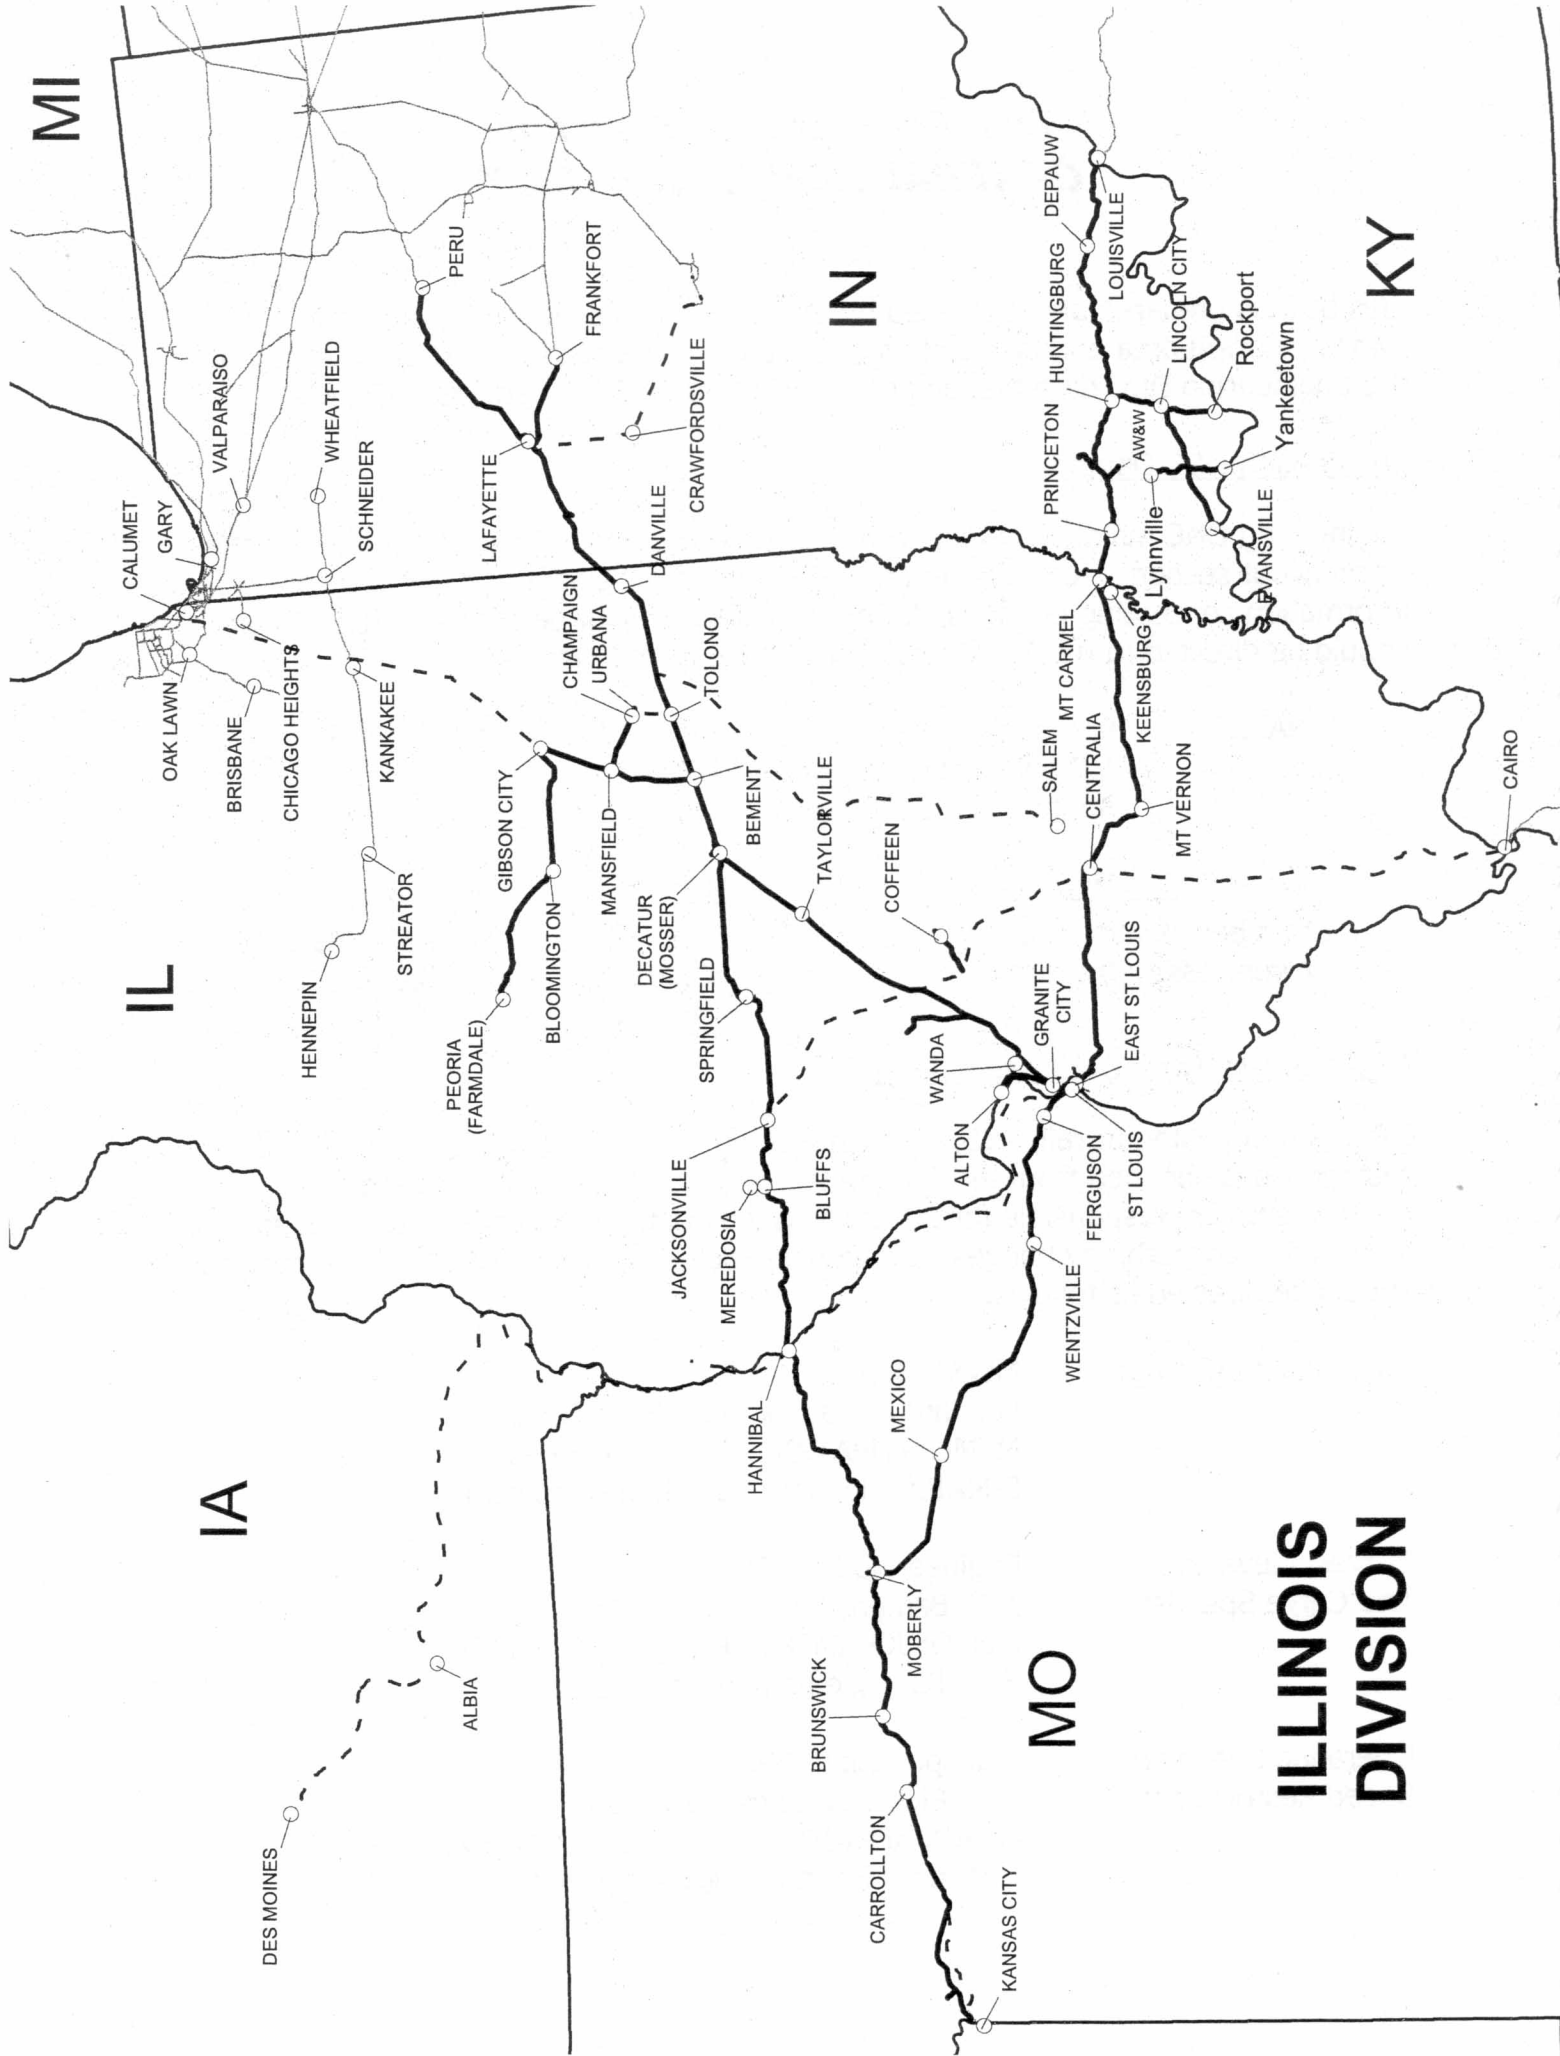 MI
IL
IA
IN
KY
MO
ILLINOIS
DIVISION
DES MOINES
ALBIA
KANSAS CITY
CARROLLTON
BRUNSWICK
MOBERLY
MEXICO
HANNIBAL
WENTZVILLE
FERGUSON
ST LOUIS
EAST ST LOUIS
GRANITE
CITY
WANDA
ALTON
MEREDOSIA
BLUFFS
JACKSONVILLE
SPRINGFIELD
DECATUR
(MOSSER)
TAYLORVILLE
COFFEEN
BEMENT
MANSFIELD
GIBSON CITY
BLOOMINGTON
PEORIA
(FARMDALE)
HENNEPIN
STREATOR
KANKAKEE
CHICAGO HEIGHTS
BRISBANE
OAK LAWN
CALUMET
GARY
VALPARAISO
WHEATFIELD
SCHNEIDER
CHAMPAIGN
URBANA
TOLONO
DANVILLE
LAFAYETTE
CRAWFORDSVILLE
FRANKFORT
PERU
SALEM
CENTRALIA
MT VERNON
CAIRO
MT CARMEL
KEENSBURG
PRINCETON
AW&W
Lynnville
EVANSVILLE
Yankeetown
Rockport
LINCOLN CITY
HUNTINGBURG
DEPAUW
LOUISVILLE